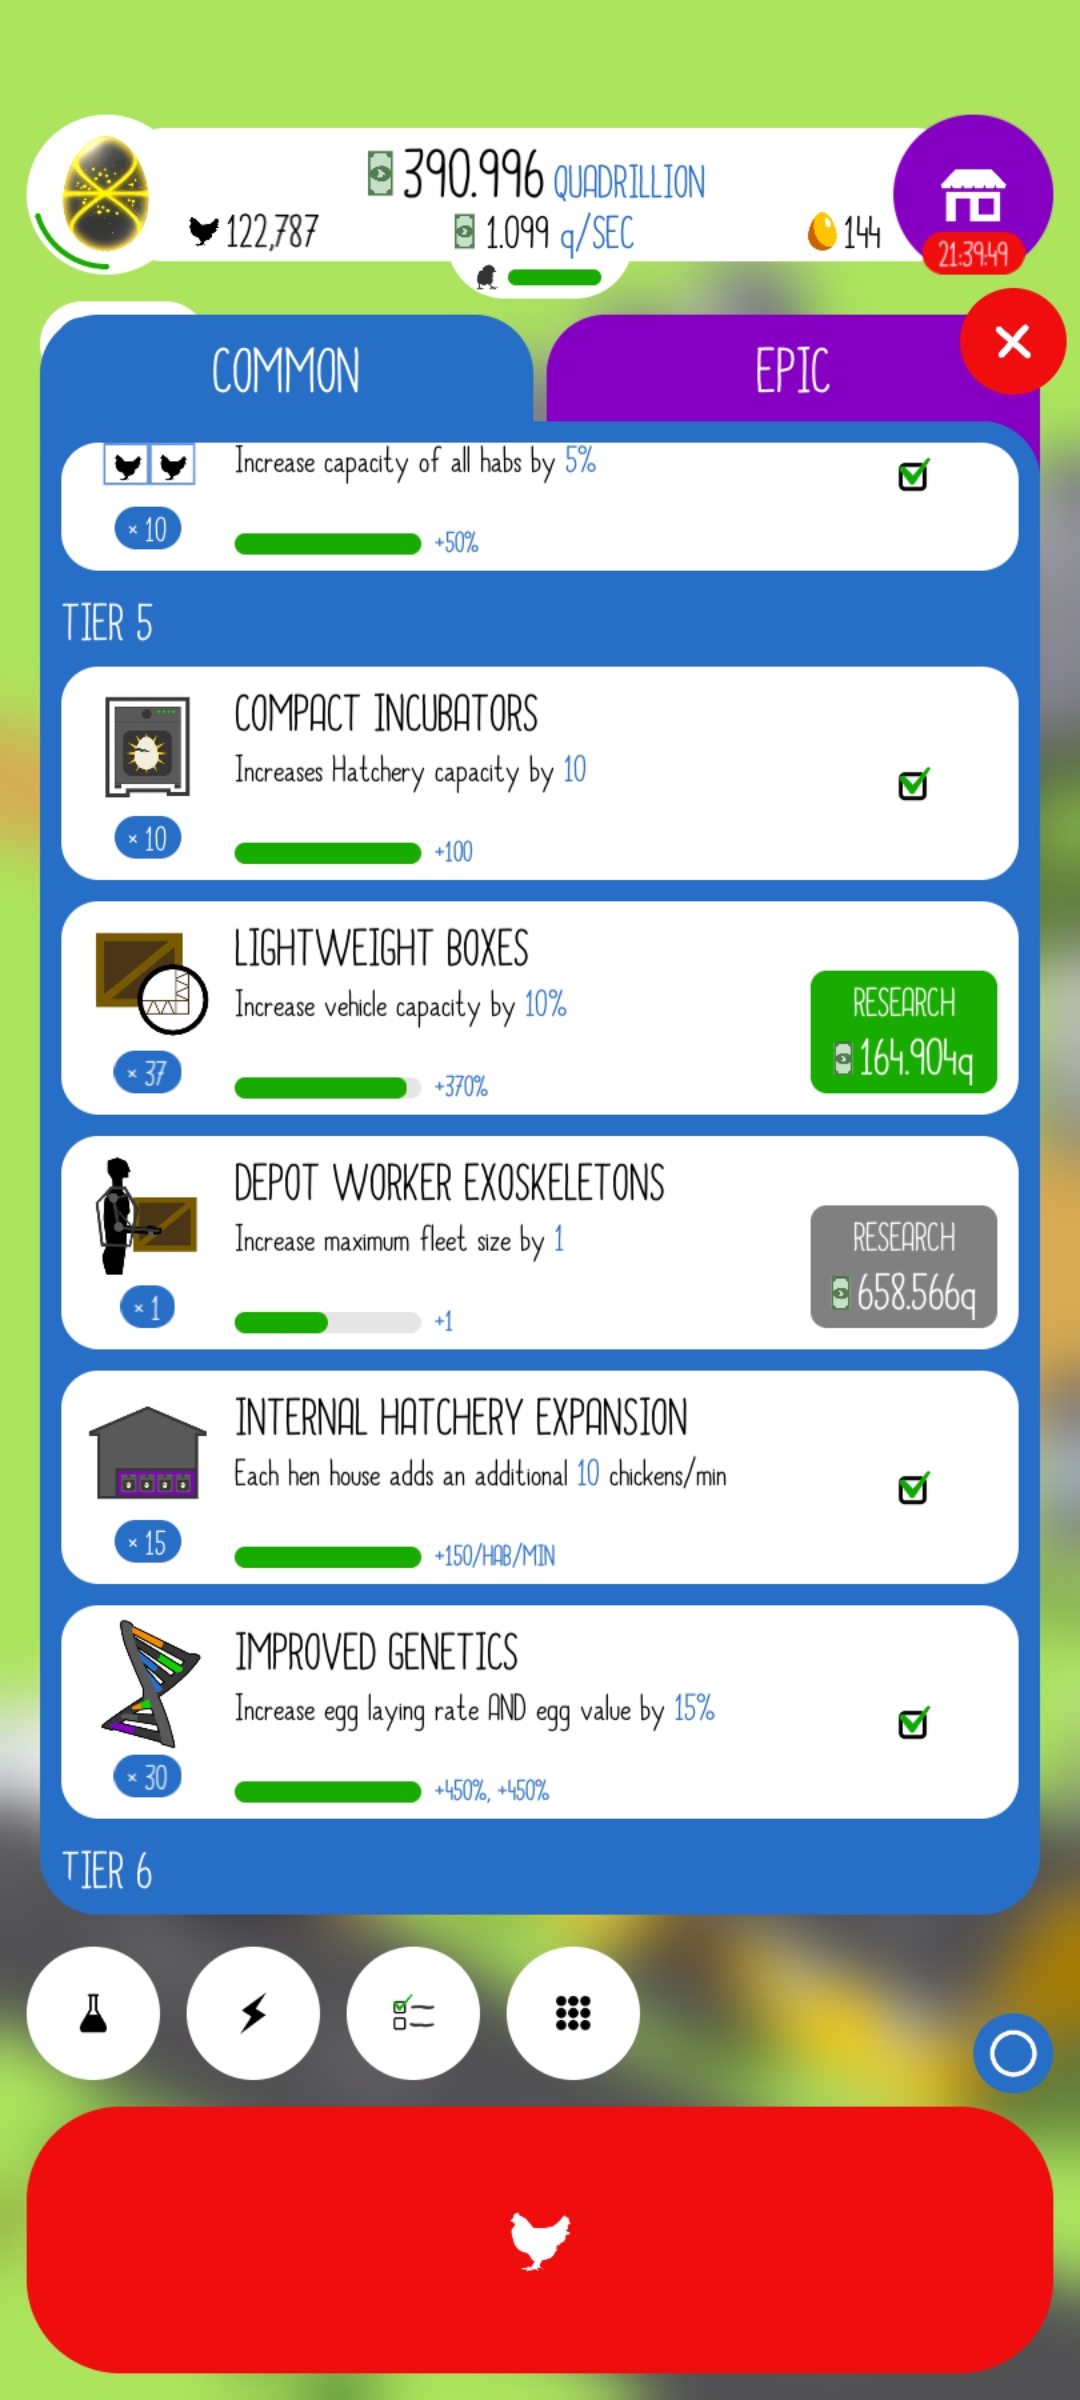 390.996 QUADRILLION
122,787
1.099 q/SEC
144
21:39:49
COMMON
EPIC
Increase capacity of all habs by 5%
× 10
+50%
TIER 5
COMPACT INCUBATORS
Increases Hatchery capacity by 10
× 10
+100
LIGHTWEIGHT BOXES
Increase vehicle capacity by 10%
RESEARCH
164.904q
× 37
+370%
DEPOT WORKER EXOSKELETONS
Increase maximum fleet size by 1
RESEARCH
658.566q
× 1
+1
INTERNAL HATCHERY EXPANSION
Each hen house adds an additional 10 chickens/min
× 15
+150/HAB/MIN
IMPROVED GENETICS
Increase egg laying rate AND egg value by 15%
× 30
+450%, +450%
TIER 6